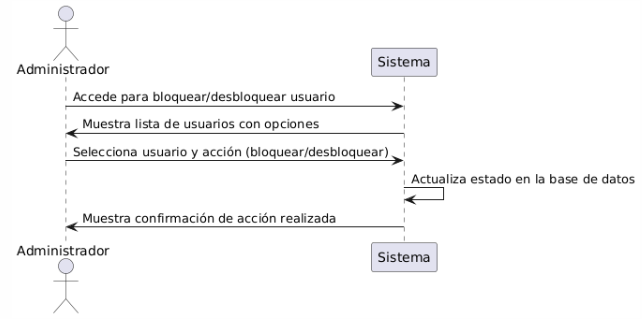 Administrador
Sistema
Accede para bloquear/desbloquear usuario
Muestra lista de usuarios con opciones
Selecciona usuario y acción (bloquear/desbloquear)
Actualiza estado en la base de datos
Muestra confirmación de acción realizada
Administrador
Sistema